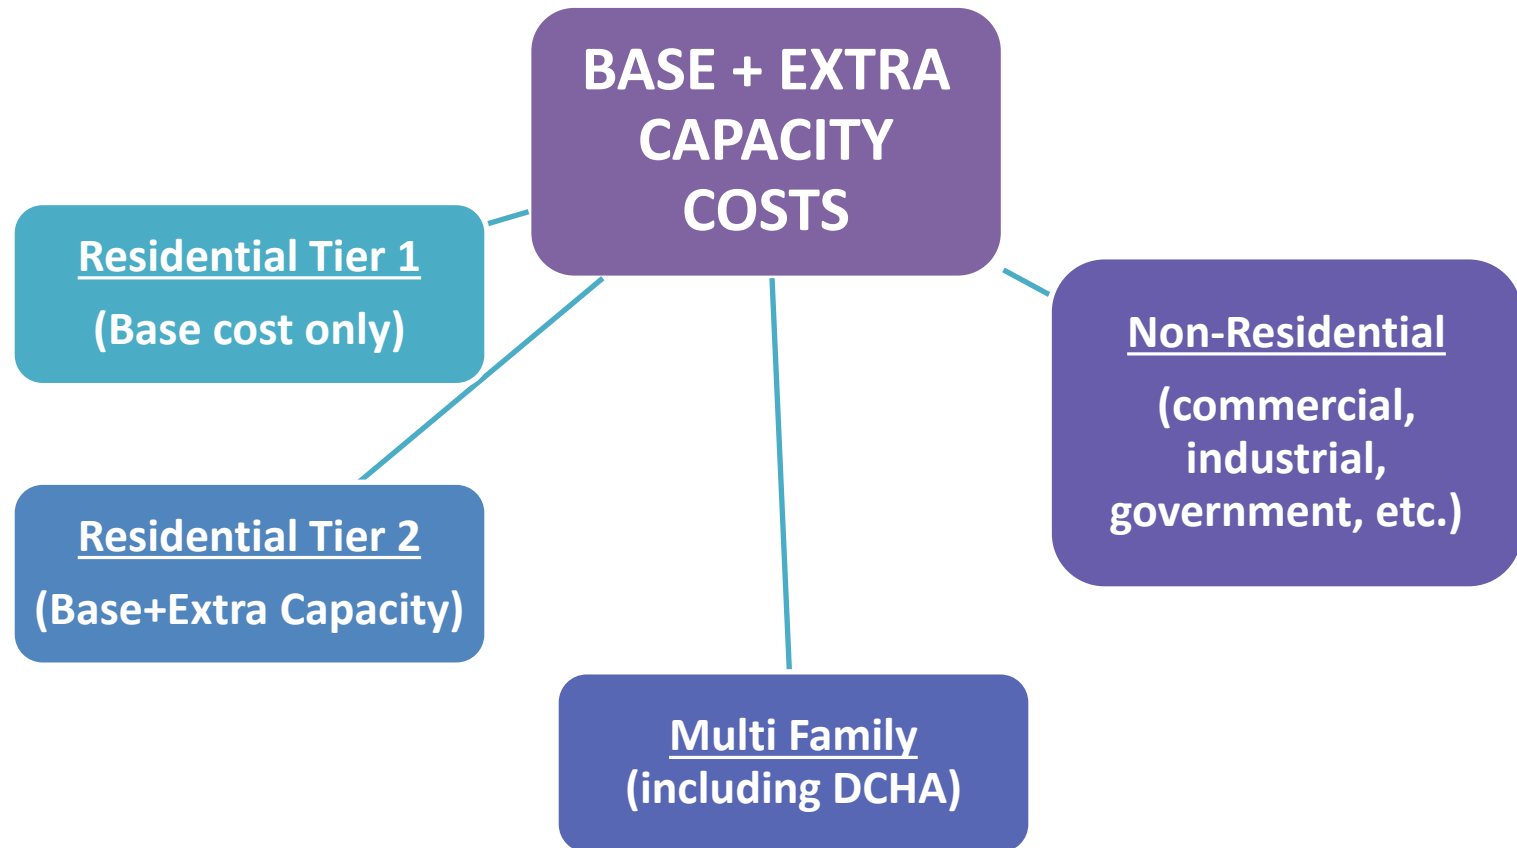 BASE + EXTRA
CAPACITY
COSTS
Residential Tier 1
(Base cost only)
Non-Residential
(commercial,
industrial,
government, etc.)
Residential Tier 2
(Base+Extra Capacity)
Multi Family
(including DCHA)